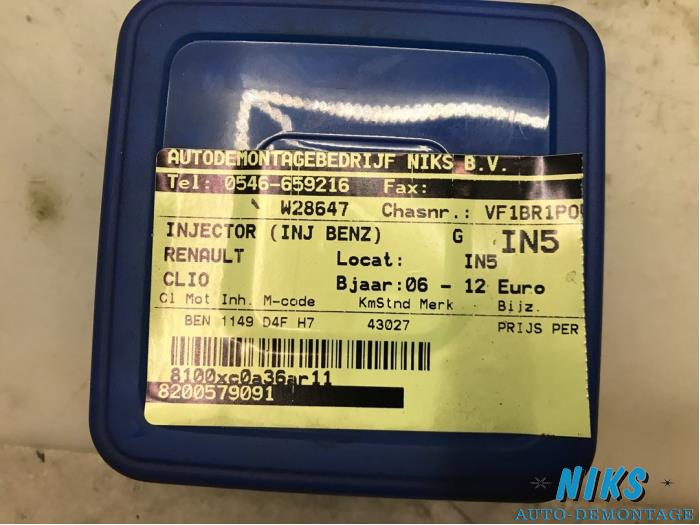 AUTODEMONTAGEBEDRIJF NIKS B.V.
Tel: 0546-659216 Fax:
W28647 Chasnr.: VF1BR1P0
INJECTOR (INJ BENZ) G IN5
RENAULT Locat: IN5
CLIO Bjaar:06 - 12 Euro
Cl Mot Inh. M-code KmStnd Merk Bijz.
BEN 1149 D4F H7 43027 PRIJS PER
8100xc0a36ar11
8200579091
NIKS
AUTO-DEMONTAGE